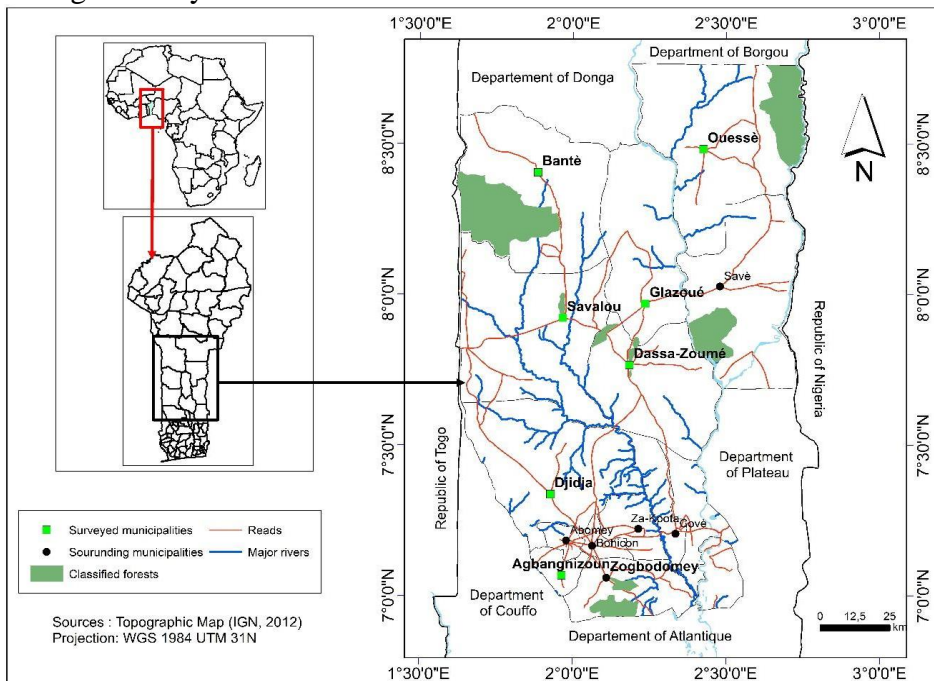 1°30'0"E 2°0'0"E 2°30'0"E 3°0'0"E
Department of Borgou
Departement of Donga
Ouessè
Bantè
N
8°30'0"N
8°30'0"N
Savè
Glazoué
Savalou
8°0'0"N
8°0'0"N
Dassa-Zoumé
Republic of Nigeria
Republic of Togo
7°30'0"N
7°30'0"N
Department
of Plateau
Djidja
Za-Kpota
Covè
Abomey
Bohicon
Agbangnizoun
Zogbodomey
7°0'0"N
7°0'0"N
Department
of Couffo
Departement of Atlantique
0 12,5 25
km
1°30'0"E 2°0'0"E 2°30'0"E 3°0'0"E
Surveyed municipalities
Reads
Sourunding municipalities
Major rivers
Classified forests
Sources : Topographic Map (IGN, 2012)
Projection: WGS 1984 UTM 31N